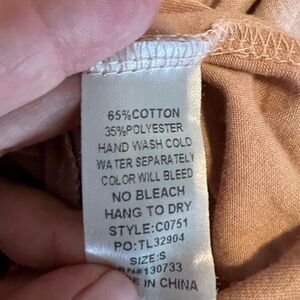 65%COTTON
35%POLYESTER
HAND WASH COLD
WATER SEPARATELY
COLOR WILL BLEED
NO BLEACH
HANG TO DRY
STYLE:C0751
PO:TL32904
SIZE:S
RN#130733
IN CHINA